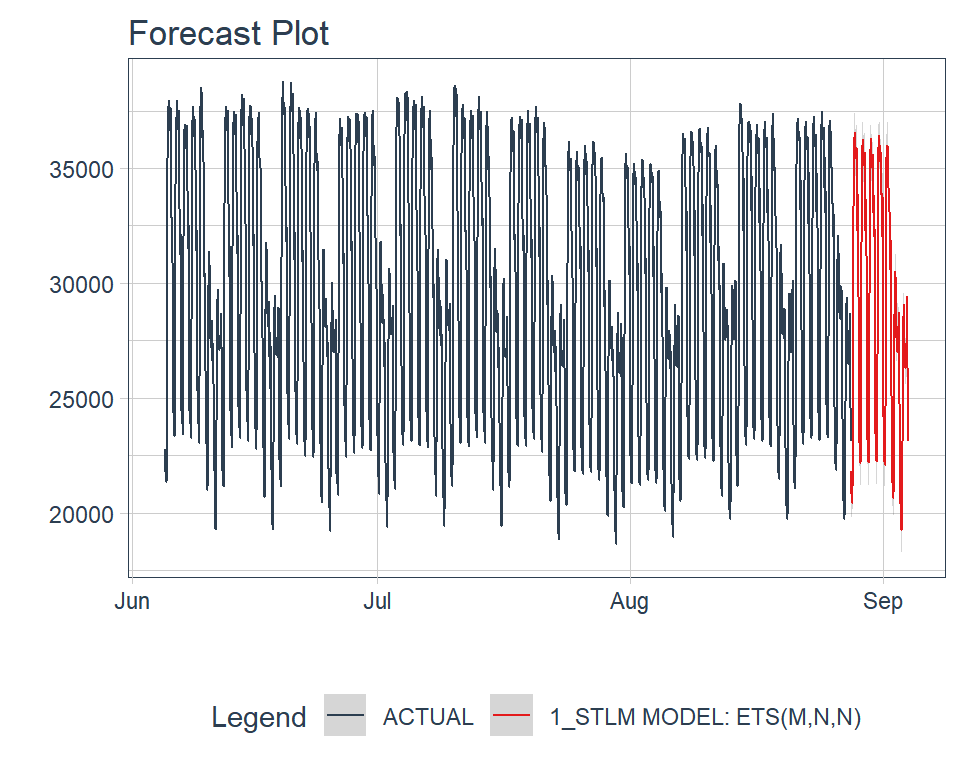 Forecast Plot
35000
30000
25000
20000
Jun Jul Aug Sep
Legend ACTUAL 1_STLM MODEL: ETS(M,N,N)